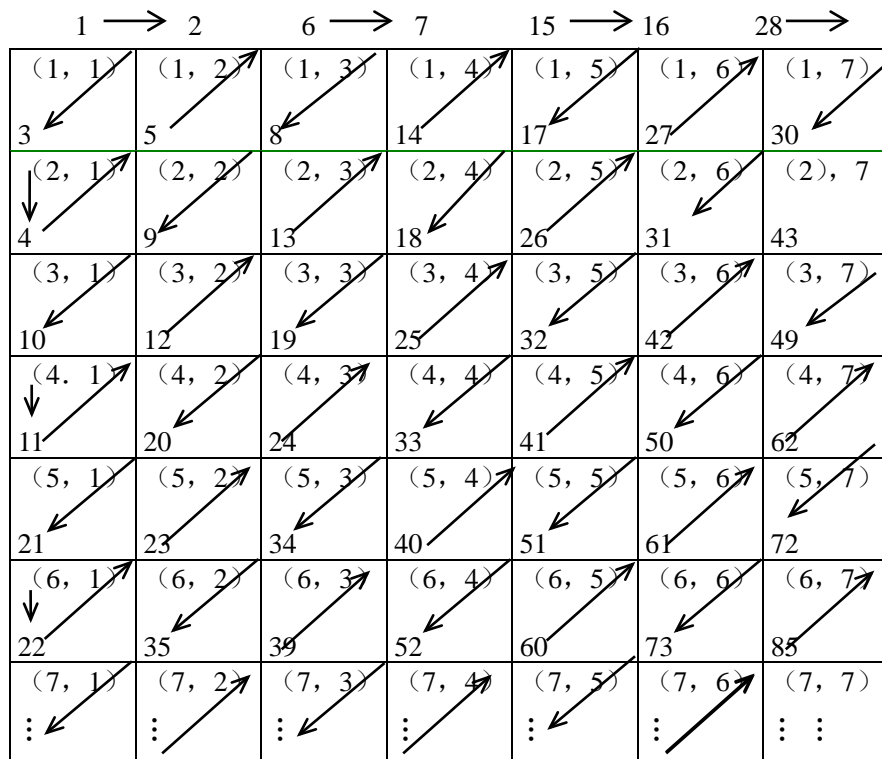 1 2 6 7 15 16 28
（1，1） （1，2） （1，3） （1，4） （1，5） （1，6） （1，7）
3 5 8 14 17 27 30
（2，1） （2，2） （2，3） （2，4） （2，5） （2，6） （2），7
4 9 13 18 26 31 43
（3，1） （3，2） （3，3） （3，4） （3，5） （3，6） （3，7）
10 12 19 25 32 42 49
（4．1） （4，2） （4，3） （4，4） （4，5） （4，6） （4，7）
11 20 24 33 41 50 62
（5，1） （5，2） （5，3） （5，4） （5，5） （5，6） （5，7）
21 23 34 40 51 61 72
（6，1） （6，2） （6，3） （6，4） （6，5） （6，6） （6，7）
22 35 39 52 60 73 85
（7，1） （7，2） （7，3） （7，4） （7，5） （7，6） （7，7）
⋮ ⋮ ⋮ ⋮ ⋮ ⋮ ⋮ ⋮